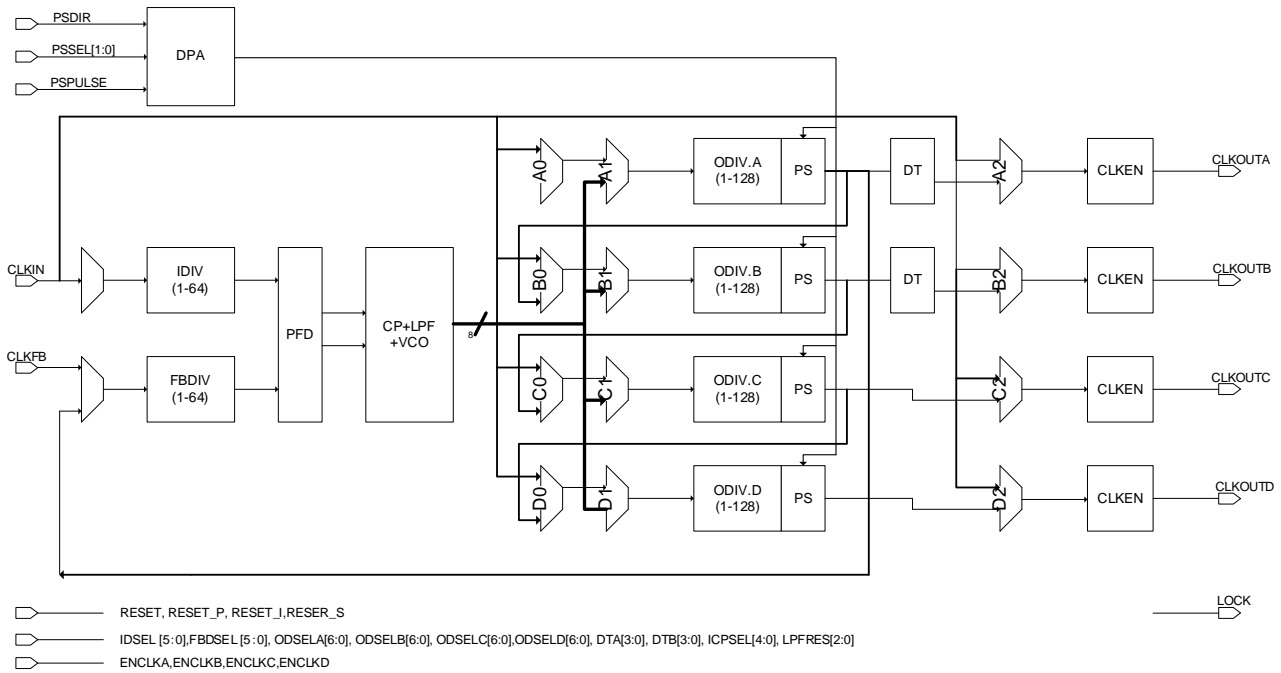 PSDIR
PSSEL[1:0]
PSPULSE
DPA
A0
A1
ODIV.A
(1-128)
PS
DT
A2
CLKEN
CLKOUTA
CLKIN
IDIV
(1-64)
B0
B1
ODIV.B
(1-128)
PS
DT
B2
CLKEN
CLKOUTB
PFD
CP+LPF
+VCO
8
CLKFB
FBDIV
(1-64)
C0
C1
ODIV.C
(1-128)
PS
C2
CLKEN
CLKOUTC
D0
D1
ODIV.D
(1-128)
PS
D2
CLKEN
CLKOUTD
RESET, RESET_P, RESET_I,RESER_S
LOCK
IDSEL [5:0],FBDSEL [5:0], ODSELA[6:0], ODSELB[6:0], ODSELC[6:0],ODSELD[6:0], DTA[3:0], DTB[3:0], ICPSEL[4:0], LPFRES[2:0]
ENCLKA,ENCLKB,ENCLKC,ENCLKD